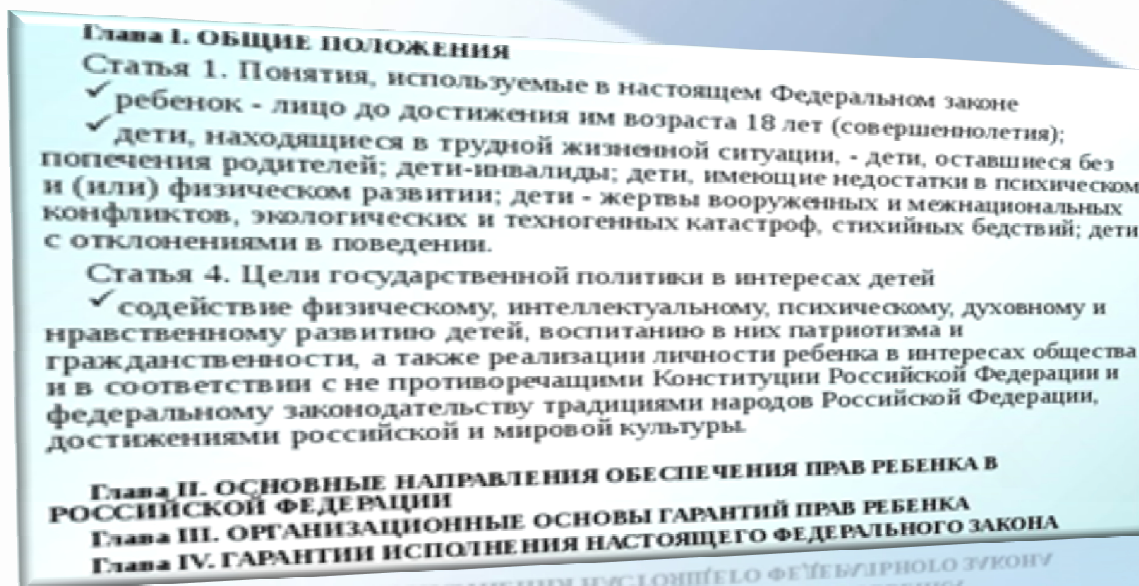 Глава I. ОБЩИЕ ПОЛОЖЕНИЯ
Статья 1. Понятия, используемые в настоящем Федеральном законе
✓ ребенок - лицо до достижения им возраста 18 лет (совершеннолетия);
✓ дети, находящиеся в трудной жизненной ситуации, - дети, оставшиеся без
попечения родителей; дети-инвалиды; дети, имеющие недостатки в психическом
и (или) физическом развитии; дети - жертвы вооруженных и межнациональных
конфликтов, экологических и техногенных катастроф, стихийных бедствий; дети
с отклонениями в поведении.
Статья 4. Цели государственной политики в интересах детей
✓ содействие физическому, интеллектуальному, психическому, духовному и
нравственному развитию детей, воспитанию в них патриотизма и
гражданственности, а также реализации личности ребенка в интересах общества
и в соответствии с не противоречащими Конституции Российской Федерации и
федеральному законодательству традициями народов Российской Федерации,
достижениями российской и мировой культуры.
Глава II. ОСНОВНЫЕ НАПРАВЛЕНИЯ ОБЕСПЕЧЕНИЯ ПРАВ РЕБЕНКА В
РОССИЙСКОЙ ФЕДЕРАЦИИ
Глава III. ОРГАНИЗАЦИОННЫЕ ОСНОВЫ ГАРАНТИЙ ПРАВ РЕБЕНКА
Глава IV. ГАРАНТИИ ИСПОЛНЕНИЯ НАСТОЯЩЕГО ФЕДЕРАЛЬНОГО ЗАКОНА